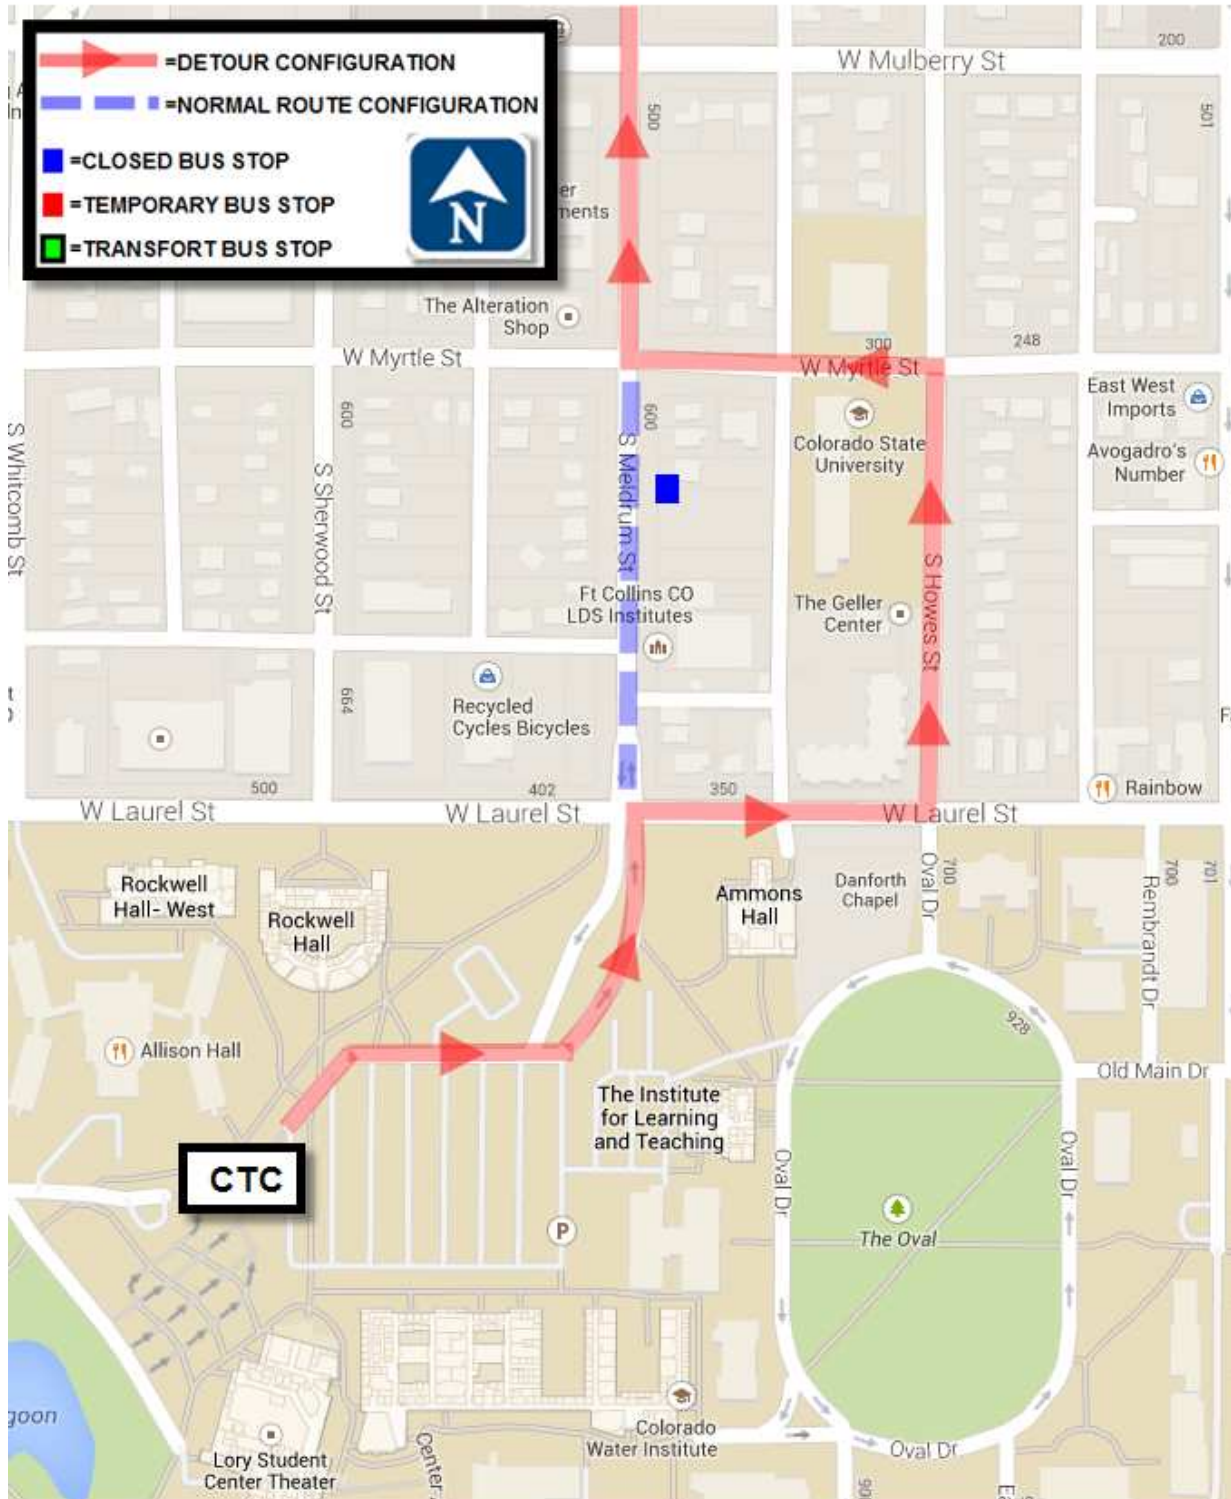 =DETOUR CONFIGURATION
=NORMAL ROUTE CONFIGURATION
=CLOSED BUS STOP
=TEMPORARY BUS STOP
=TRANSFORT BUS STOP
N
W Mulberry St
200
500
501
The Alteration
Shop
W Myrtle St
300
W Myrtle St
248
East West
Imports
Avogadro's
Number
Colorado State
University
600
600
S Whitcomb St
S Sherwood St
S Meldrum St
S Howes St
Ft Collins CO
LDS Institutes
The Geller
Center
664
Recycled
Cycles Bicycles
500
402
350
Rainbow
W Laurel St
W Laurel St
W Laurel St
Rockwell
Hall- West
Rockwell
Hall
Ammons
Hall
Danforth
Chapel
Oval Dr
700
Rembrandt Dr
700
701
928
Allison Hall
Old Main Dr
The Institute
for Learning
and Teaching
CTC
P
Oval Dr
Oval Dr
The Oval
Colorado
Water Institute
Lory Student
Center Theater
Center
Oval Dr